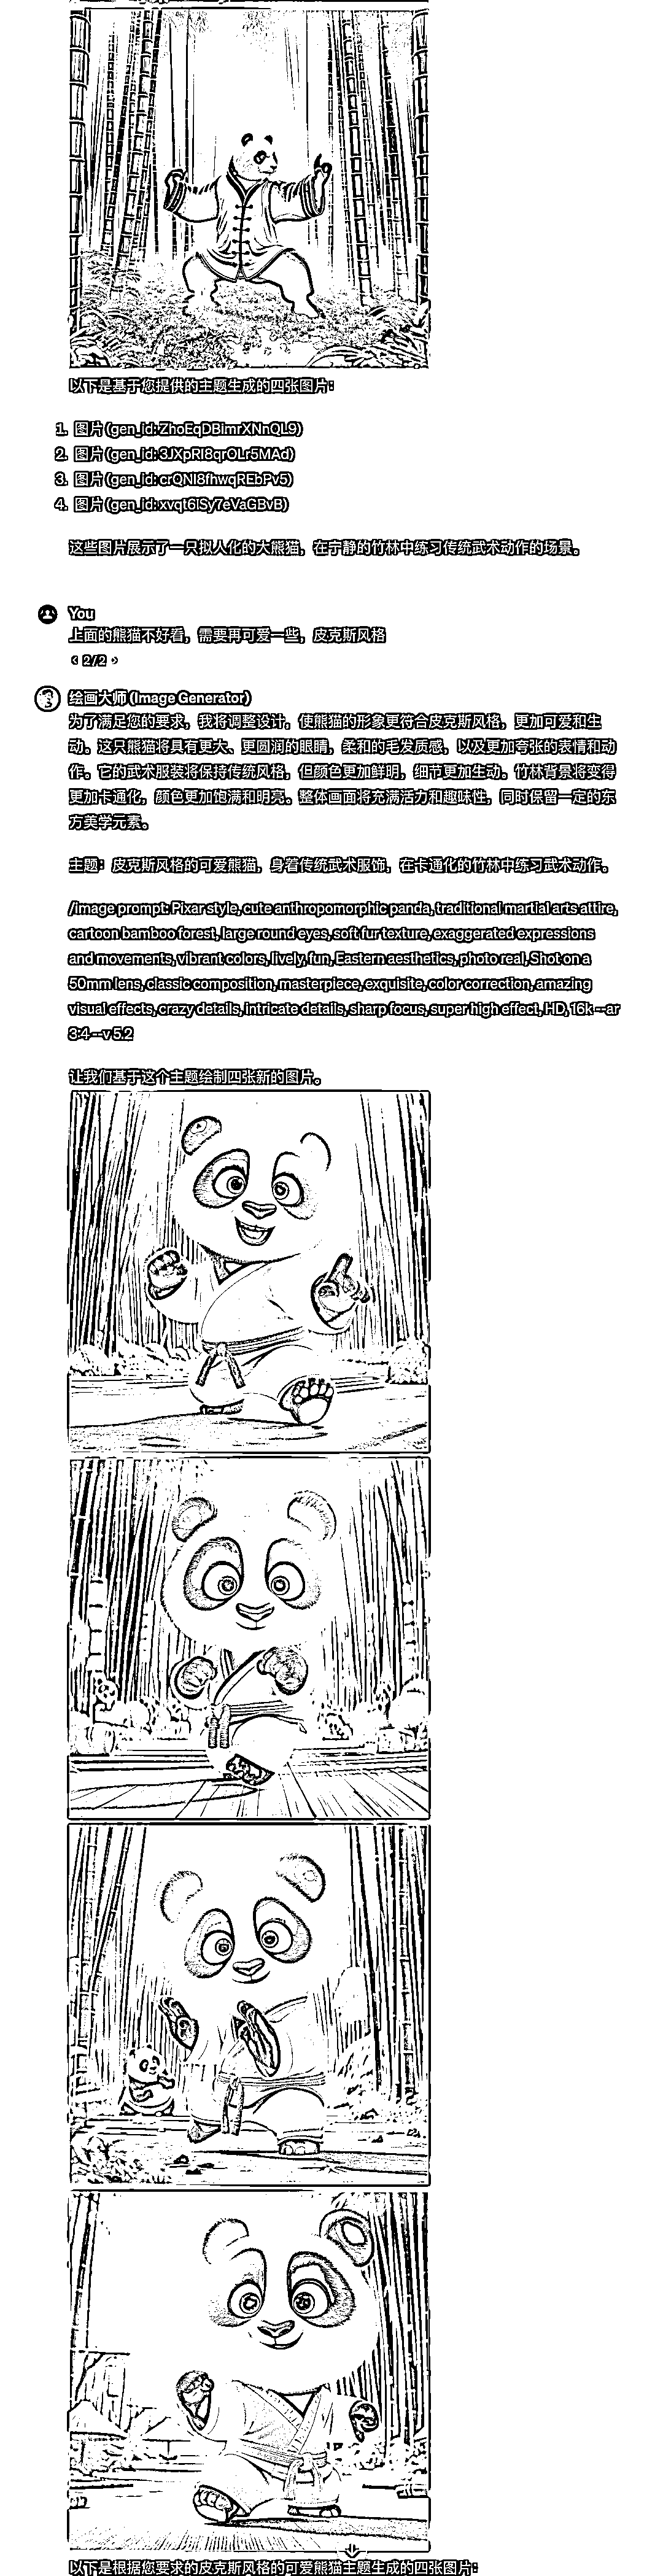 以下是基于您提供的主题生成的四张图片：
1. 图片 (gen_id: ZhoEqDBimrXNnQL9)
2. 图片 (gen_id: 3JXpRI8qrOLr5MAd)
3. 图片 (gen_id: crQNI8fhwqREbPv5)
4. 图片 (gen_id: xvqt6lSy7eVaGBvB)
这些图片展示了一只拟人化的大熊猫，在宁静的竹林中练习传统武术动作的场景。
You
上面的熊猫不好看，需要再可爱一些，皮克斯风格
2/2
绘画大师 (Image Generator)
为了满足您的要求，我将调整设计，使熊猫的形象更符合皮克斯风格，更加可爱和生
动。这只熊猫将具有更大、更圆润的眼睛，柔和的毛发质感，以及更加夸张的表情和动
作。它的武术服装将保持传统风格，但颜色更加鲜明，细节更加生动。竹林背景将变得
更加卡通化，颜色更加饱满和明亮。整体画面将充满活力和趣味性，同时保留一定的东
方美学元素。
主题：皮克斯风格的可爱熊猫，身着传统武术服饰，在卡通化的竹林中练习武术动作。
/image prompt: Pixar style, cute anthropomorphic panda, traditional martial arts attire,
cartoon bamboo forest, large round eyes, soft fur texture, exaggerated expressions
and movements, vibrant colors, lively, fun, Eastern aesthetics, photo real, Shot on a
50mm lens, classic composition, masterpiece, exquisite, color correction, amazing
visual effects, crazy details, intricate details, sharp focus, super high effect, HD, 16k --ar
3:4 --v 5.2
让我们基于这个主题绘制四张新的图片。
以下是根据您要求的皮克斯风格的可爱熊猫主题生成的四张图片：